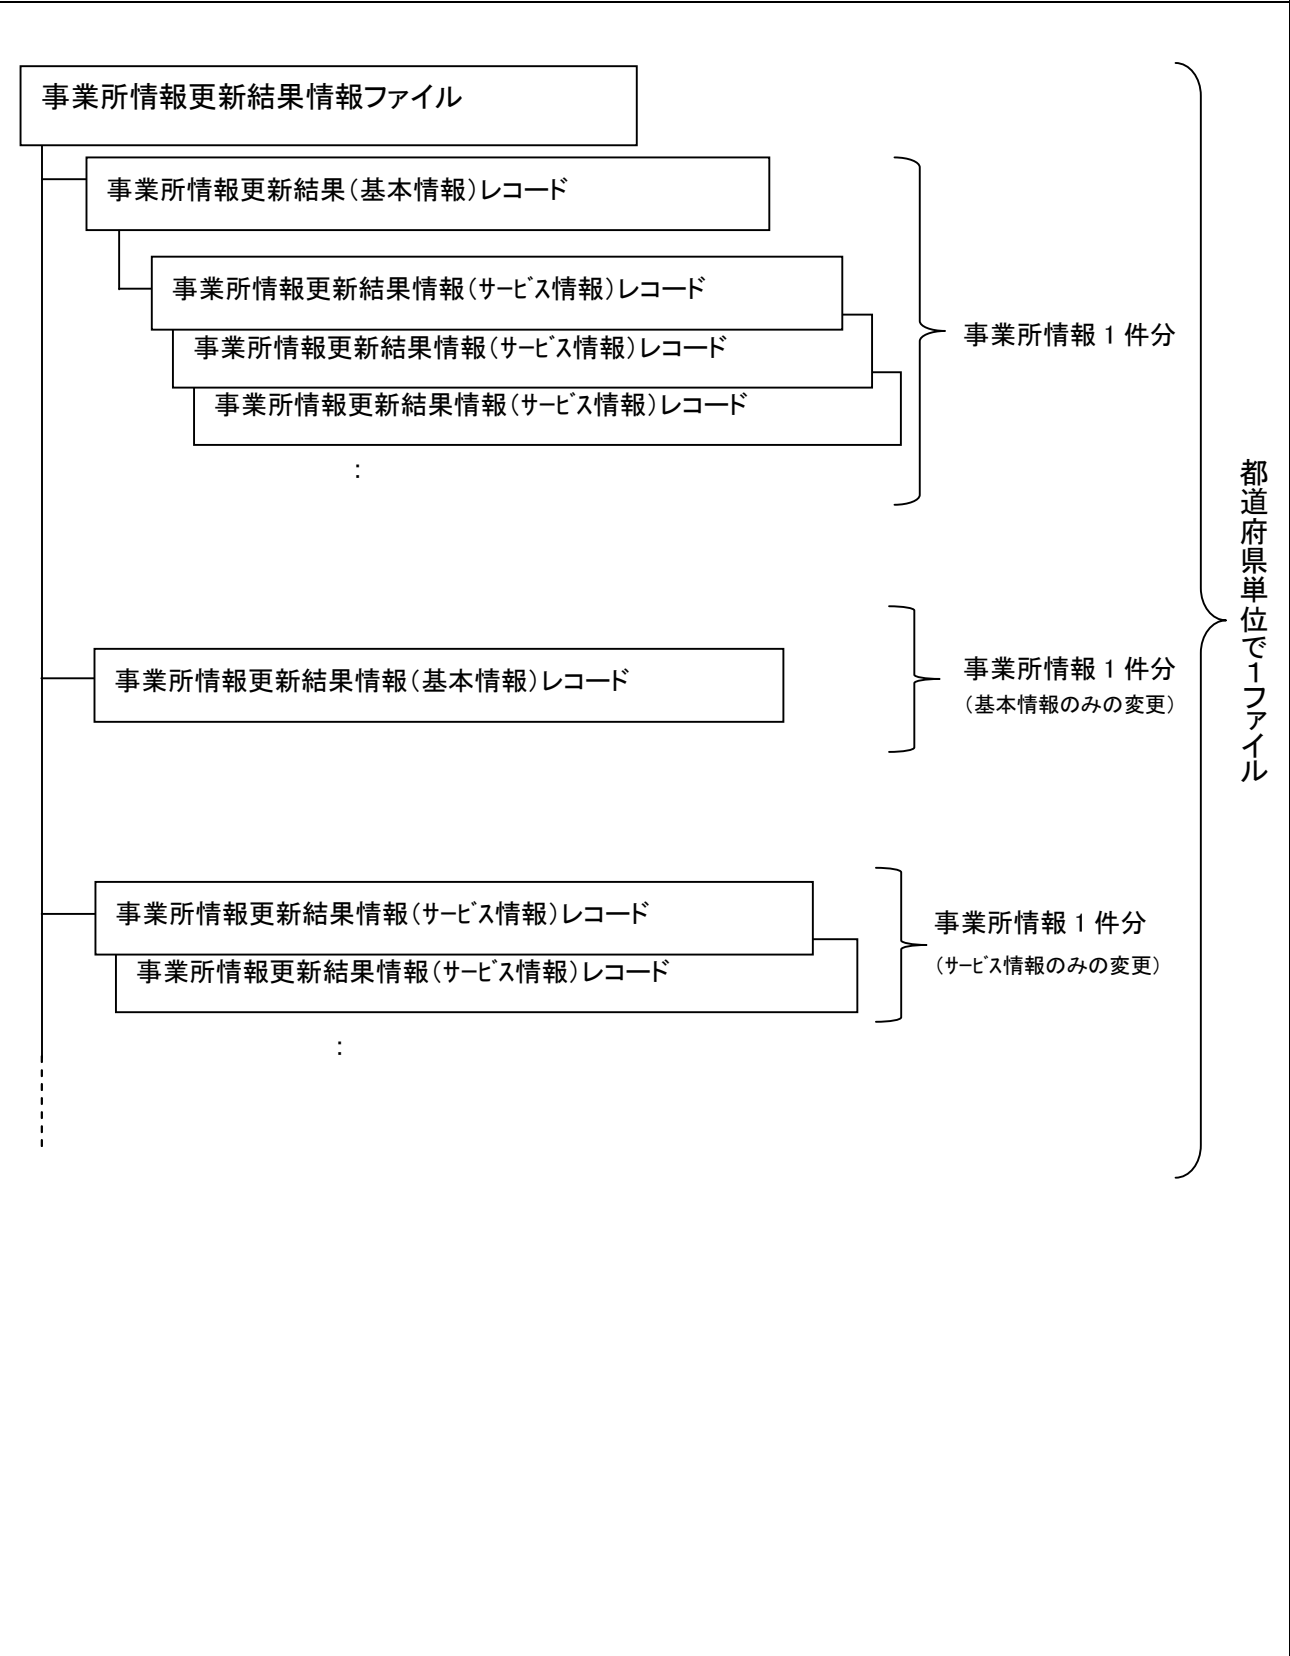 事業所情報更新結果情報ファイル
事業所情報更新結果(基本情報)レコード
事業所情報更新結果情報(ｻｰﾋﾞｽ情報)レコード
事業所情報更新結果情報(ｻｰﾋﾞｽ情報)レコード
事業所情報更新結果情報(ｻｰﾋﾞｽ情報)レコード
:
事業所情報 1 件分
事業所情報更新結果情報(基本情報)レコード
事業所情報 1 件分
(基本情報のみの変更)
事業所情報更新結果情報(ｻｰﾋﾞｽ情報)レコード
事業所情報更新結果情報(ｻｰﾋﾞｽ情報)レコード
:
事業所情報 1 件分
(ｻｰﾋﾞｽ情報のみの変更)
都道府県単位で1ファイル